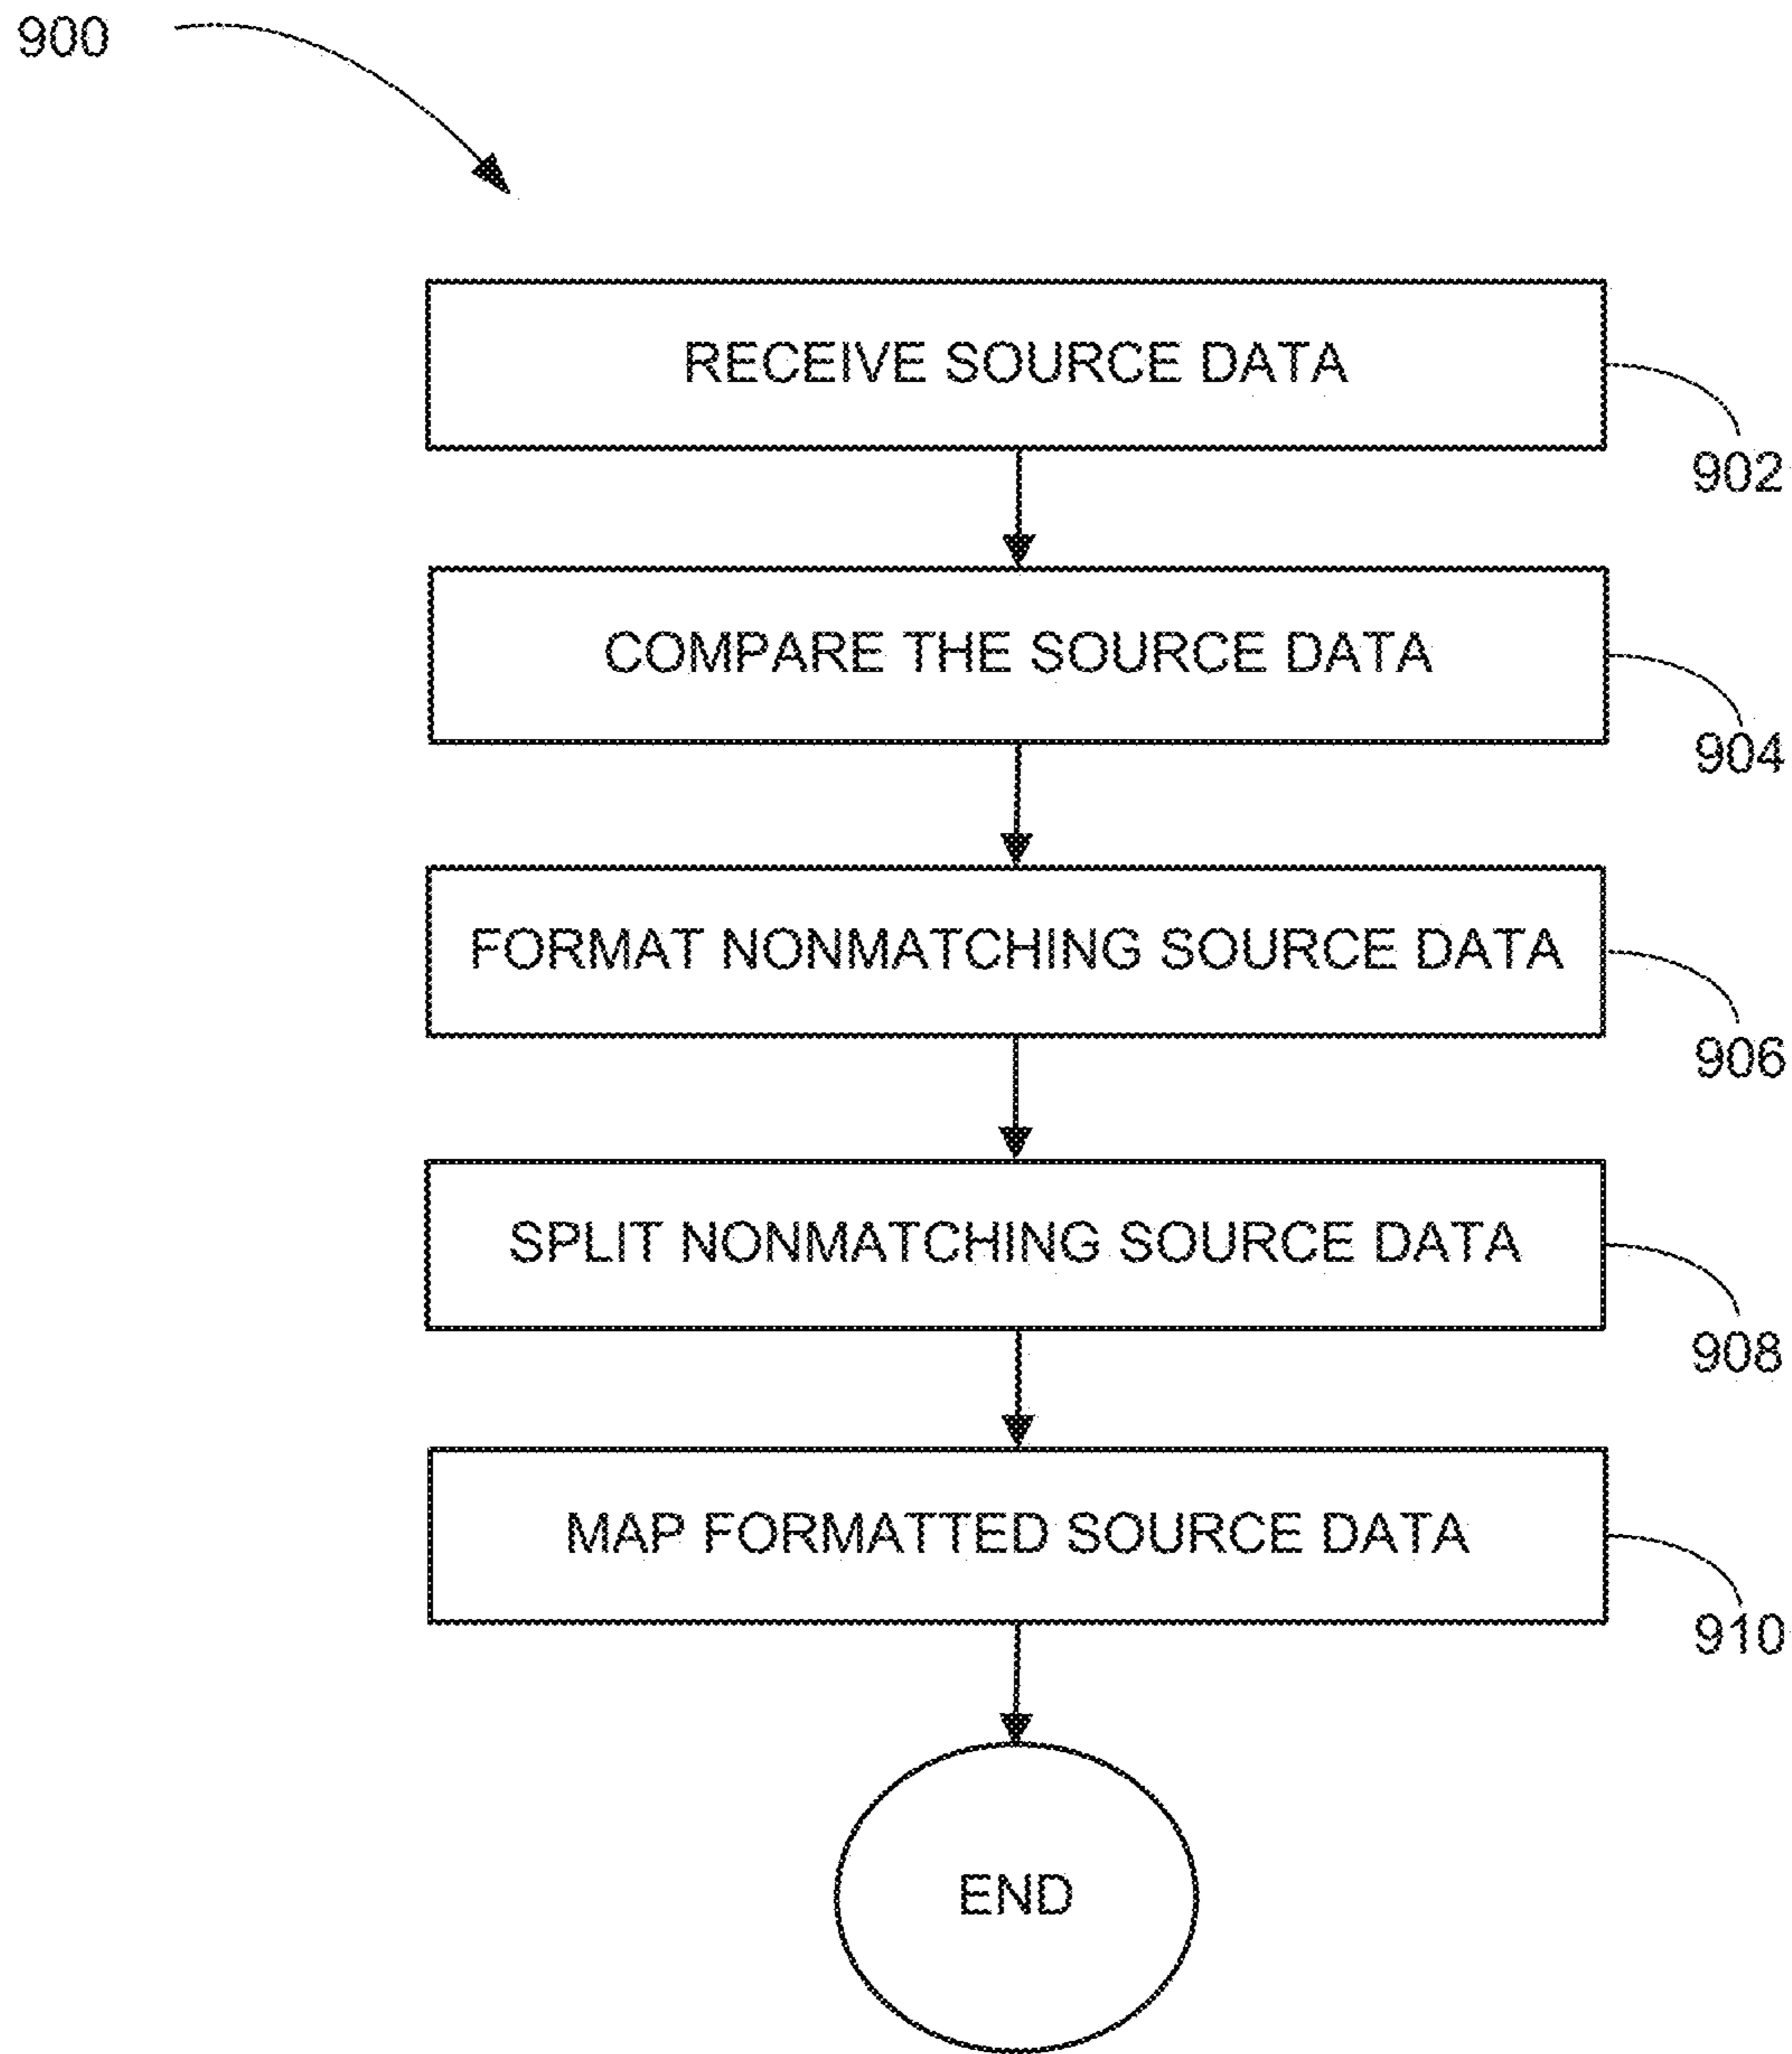 900
RECEIVE SOURCE DATA
902
COMPARE THE SOURCE DATA
904
FORMAT NONMATCHING SOURCE DATA
906
SPLIT NONMATCHING SOURCE DATA
908
MAP FORMATTED SOURCE DATA
910
END